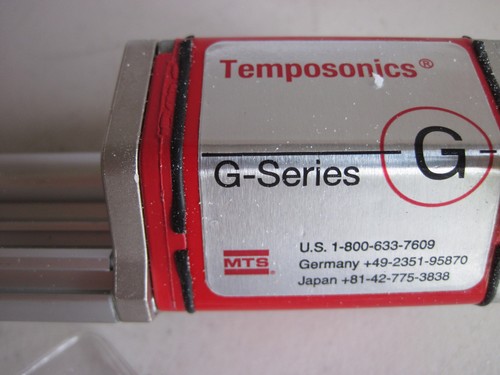 Temposonics®
G
G-Series
MTS®
U.S. 1-800-633-7609
Germany +49-2351-95870
Japan +81-42-775-3838